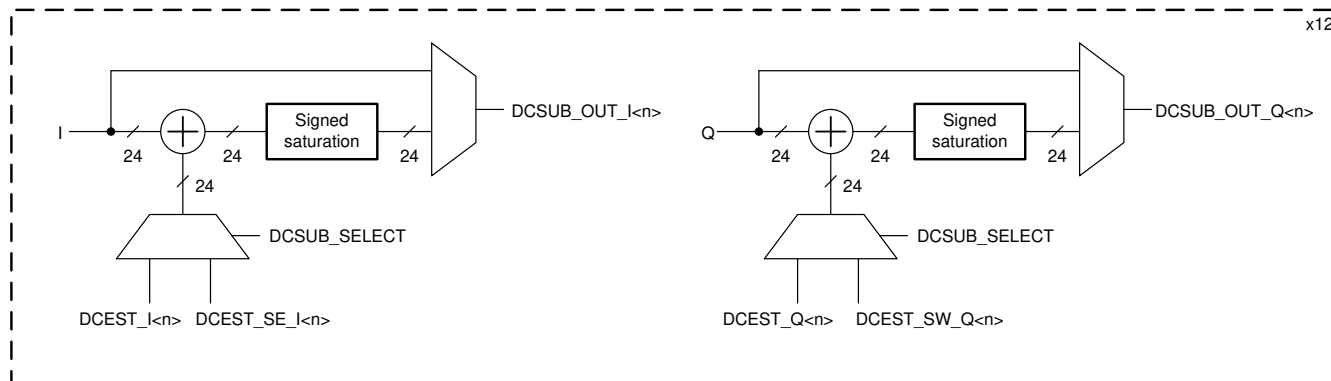 x12
DCSUB_OUT_I<n>
I
24
24
Signed
saturation
24
24
DCSUB_SELECT
DCEST_I<n> DCEST_SE_I<n>
DCSUB_OUT_Q<n>
Q
24
24
Signed
saturation
24
24
DCSUB_SELECT
DCEST_Q<n> DCEST_SW_Q<n>